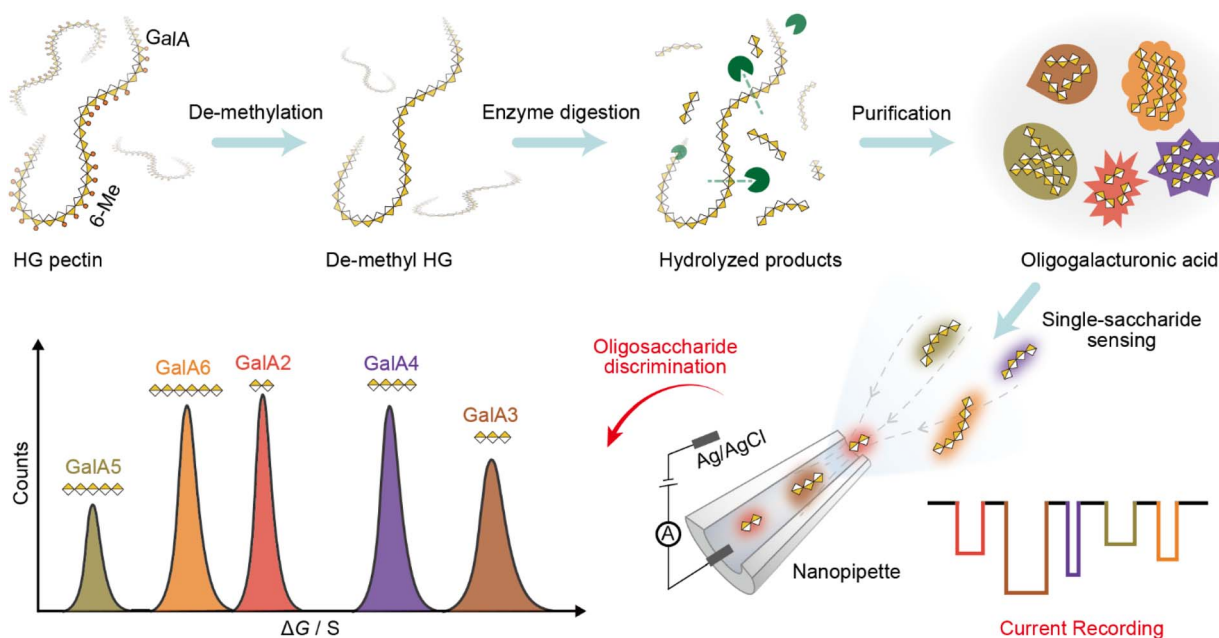 GalA
6-Me
De-methylation
Enzyme digestion
Purification
HG pectin
De-methyl HG
Hydrolyzed products
Oligogalacturonic acid
Single-saccharide
sensing
Oligosaccharide
discrimination
Counts
GalA5
GalA6
GalA2
GalA4
GalA3
ΔG / S
Ag/AgCl
A
Nanopipette
Current Recording